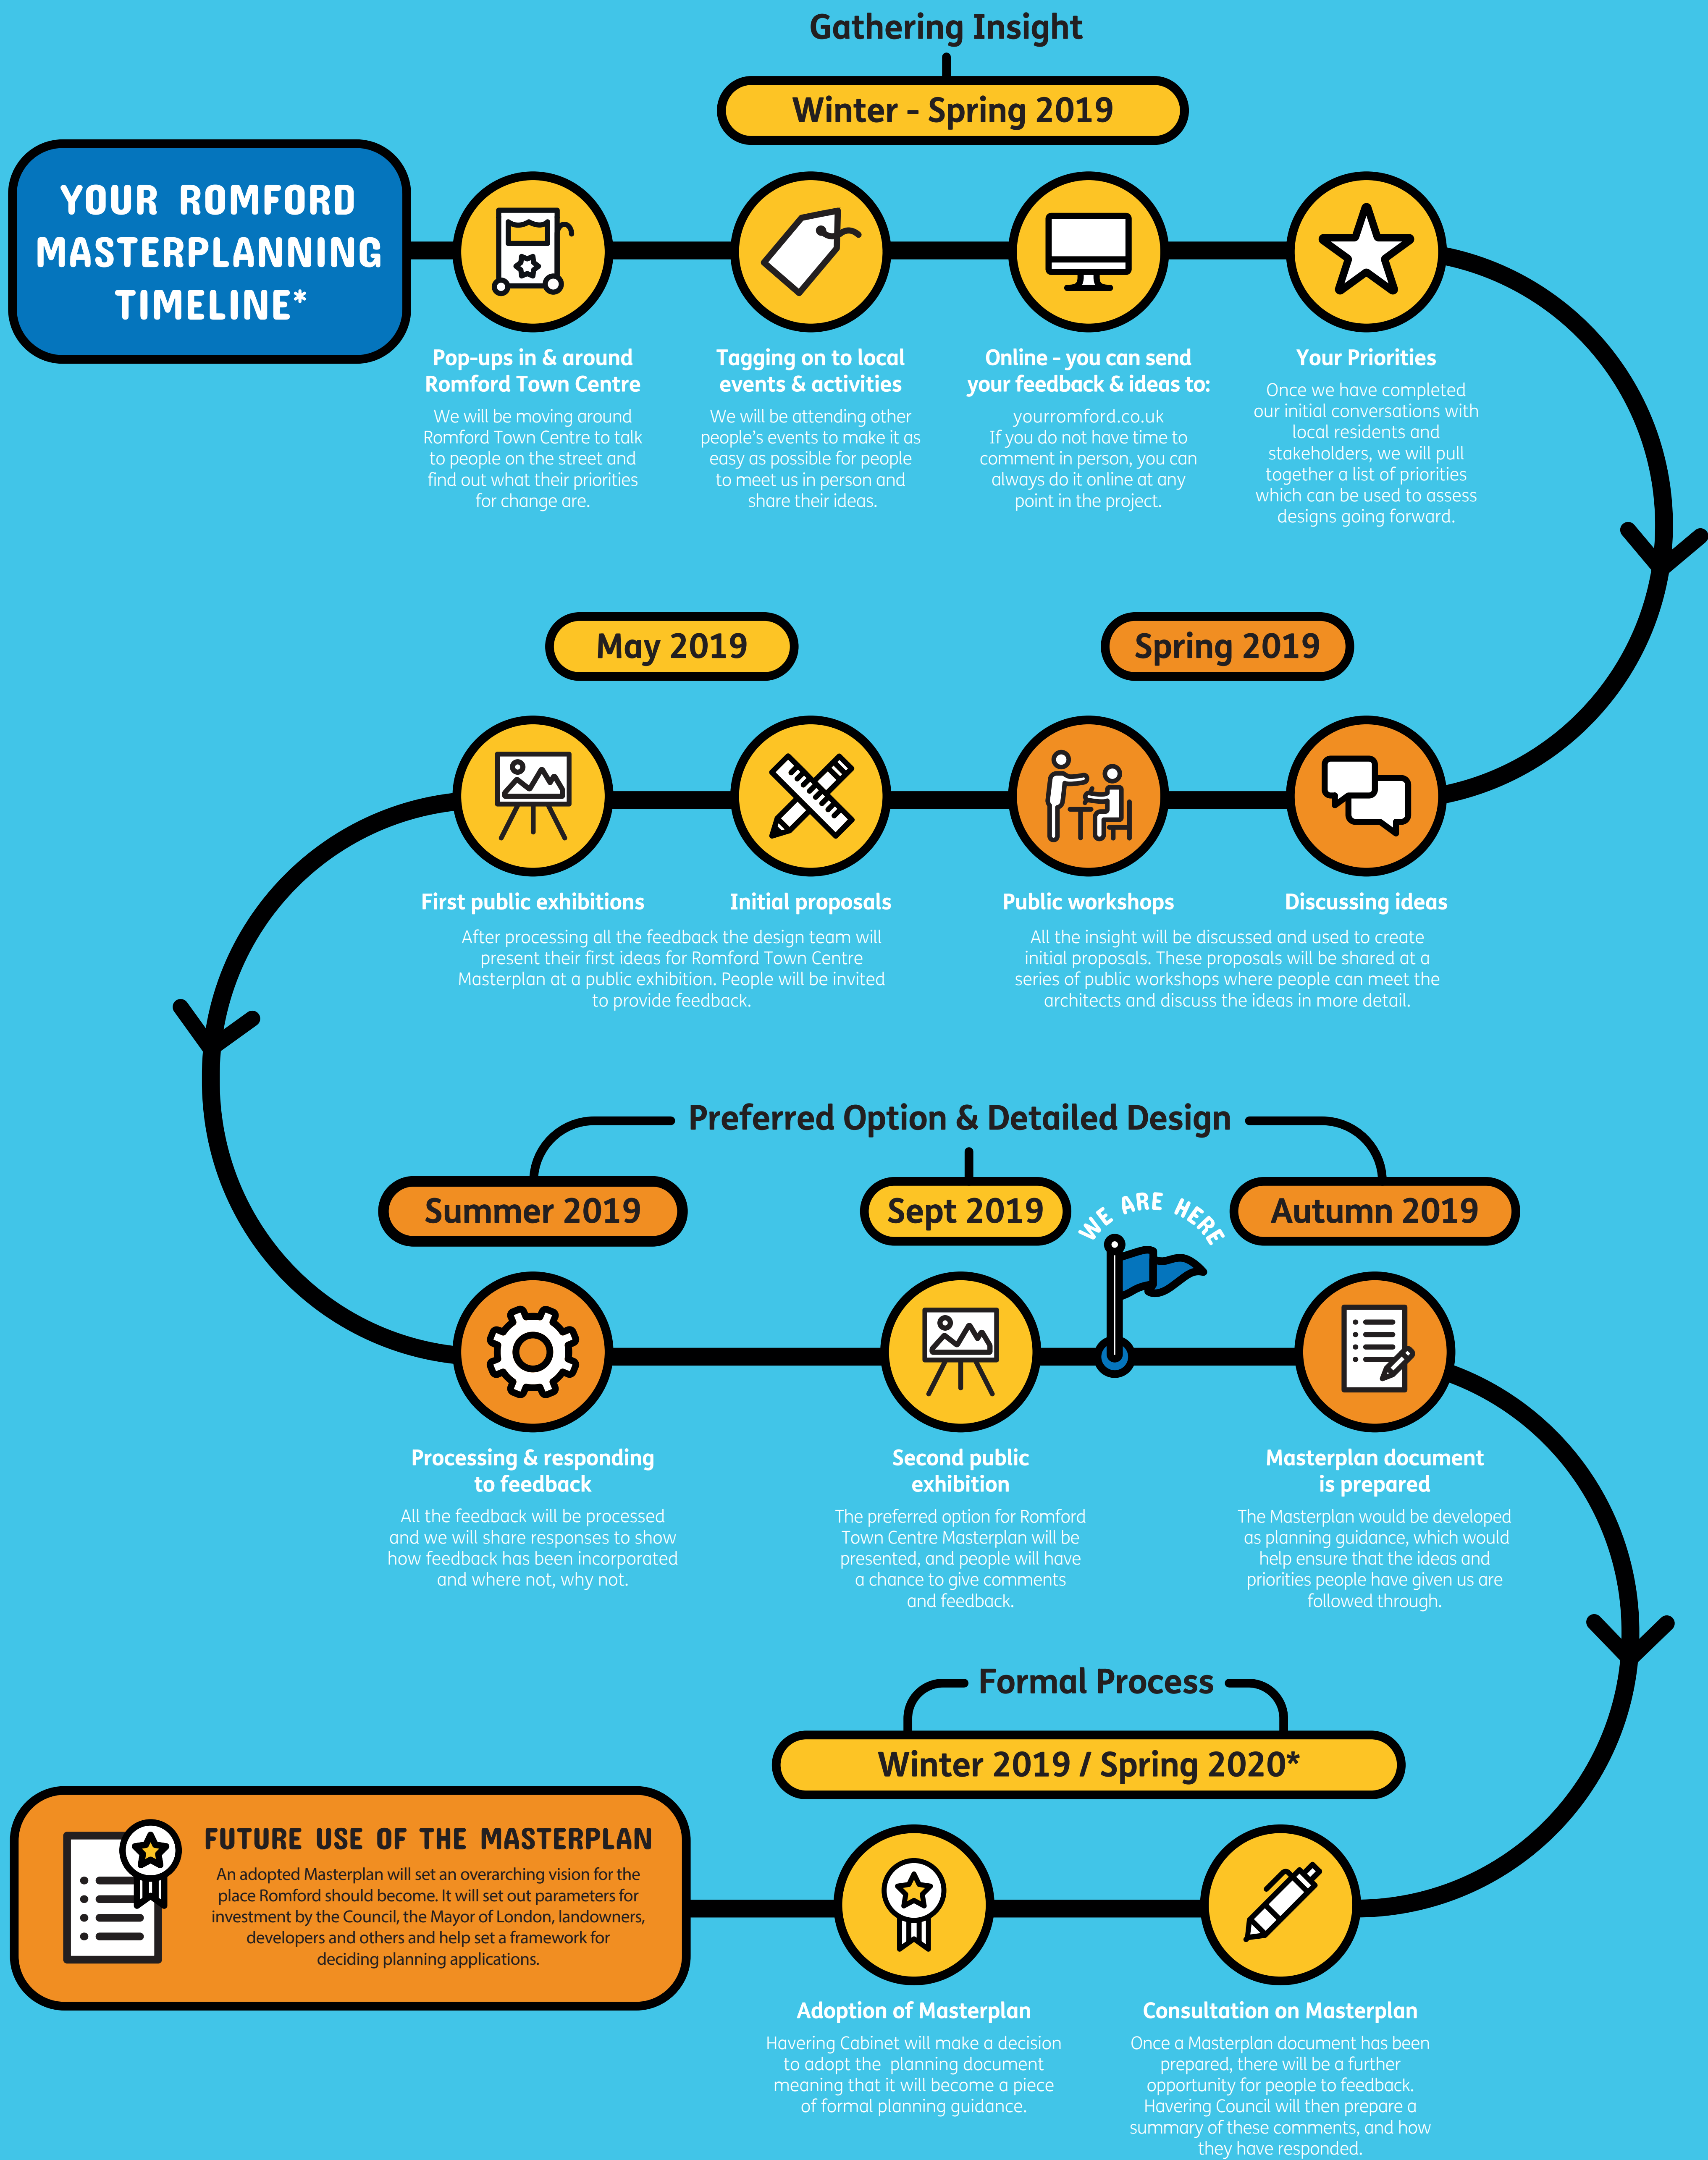 Gathering Insight
Winter - Spring 2019
YOUR ROMFORD
MASTERPLANNING
TIMELINE*
Pop-ups in & around
Romford Town Centre
We will be moving around
Romford Town Centre to talk
to people on the street and
find out what their priorities
for change are.
Tagging on to local
events & activities
We will be attending other
people's events to make it as
easy as possible for people
to meet us in person and
share their ideas.
Online - you can send
your feedback & ideas to:
yourromford.co.uk
If you do not have time to
comment in person, you can
always do it online at any
point in the project.
Your Priorities
Once we have completed
our initial conversations with
local residents and
stakeholders, we will pull
together a list of priorities
which can be used to assess
designs going forward.
Spring 2019
Discussing ideas
Public workshops
All the insight will be discussed and used to create
initial proposals. These proposals will be shared at a
series of public workshops where people can meet the
architects and discuss the ideas in more detail.
May 2019
Initial proposals
First public exhibitions
After processing all the feedback the design team will
present their first ideas for Romford Town Centre
Masterplan at a public exhibition. People will be invited
to provide feedback.
Preferred Option & Detailed Design
Summer 2019
Processing & responding
to feedback
All the feedback will be processed
and we will share responses to show
how feedback has been incorporated
and where not, why not.
Sept 2019
Second public
exhibition
The preferred option for Romford
Town Centre Masterplan will be
presented, and people will have
a chance to give comments
and feedback.
WE ARE HERE
Autumn 2019
Masterplan document
is prepared
The Masterplan would be developed
as planning guidance, which would
help ensure that the ideas and
priorities people have given us are
followed through.
Formal Process
Winter 2019 / Spring 2020*
Consultation on Masterplan
Once a Masterplan document has been
prepared, there will be a further
opportunity for people to feedback.
Havering Council will then prepare a
summary of these comments, and how
they have responded.
Adoption of Masterplan
Havering Cabinet will make a decision
to adopt the planning document
meaning that it will become a piece
of formal planning guidance.
FUTURE USE OF THE MASTERPLAN
An adopted Masterplan will set an overarching vision for the
place Romford should become. It will set out parameters for
investment by the Council, the Mayor of London, landowners,
developers and others and help set a framework for
deciding planning applications.